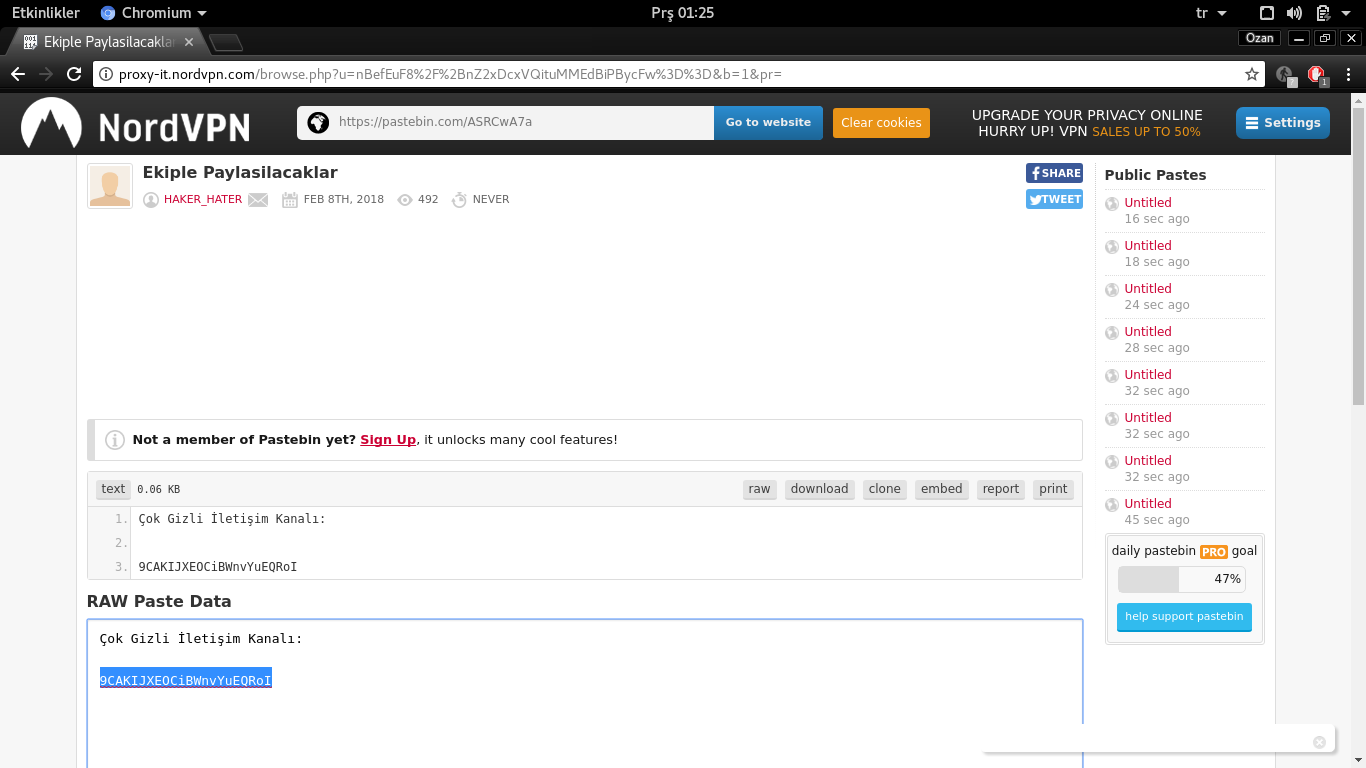 Etkinlikler Chromium Prş 01:25 tr
Ekiple Paylasilacakla Ozan
proxy-it.nordvpn.com/browse.php?u=nBefEuF8%2F%2BnZ2xDcxVQituMMEdBiPBycFw%3D%3D&b=1&pr= ? 1
NordVPN
https://pastebin.com/ASRCwA7a
Go to website
Clear cookies
UPGRADE YOUR PRIVACY ONLINE
HURRY UP! VPN SALES UP TO 50%
Settings
Ekiple Paylasilacaklar
HAKER_HATER FEB 8TH, 2018 492 NEVER
SHARE
TWEET
Not a member of Pastebin yet? Sign Up, it unlocks many cool features!
text 0.06 KB raw download clone embed report print
1. Çok Gizli İletişim Kanalı:
2.
3. 9CAKIJXEOCiBWnvYuEQRoI
RAW Paste Data
Çok Gizli İletişim Kanalı:
9CAKIJXEOCiBWnvYuEQRoI
Public Pastes
Untitled
16 sec ago
Untitled
18 sec ago
Untitled
24 sec ago
Untitled
28 sec ago
Untitled
32 sec ago
Untitled
32 sec ago
Untitled
32 sec ago
Untitled
45 sec ago
daily pastebin PRO goal
47%
help support pastebin